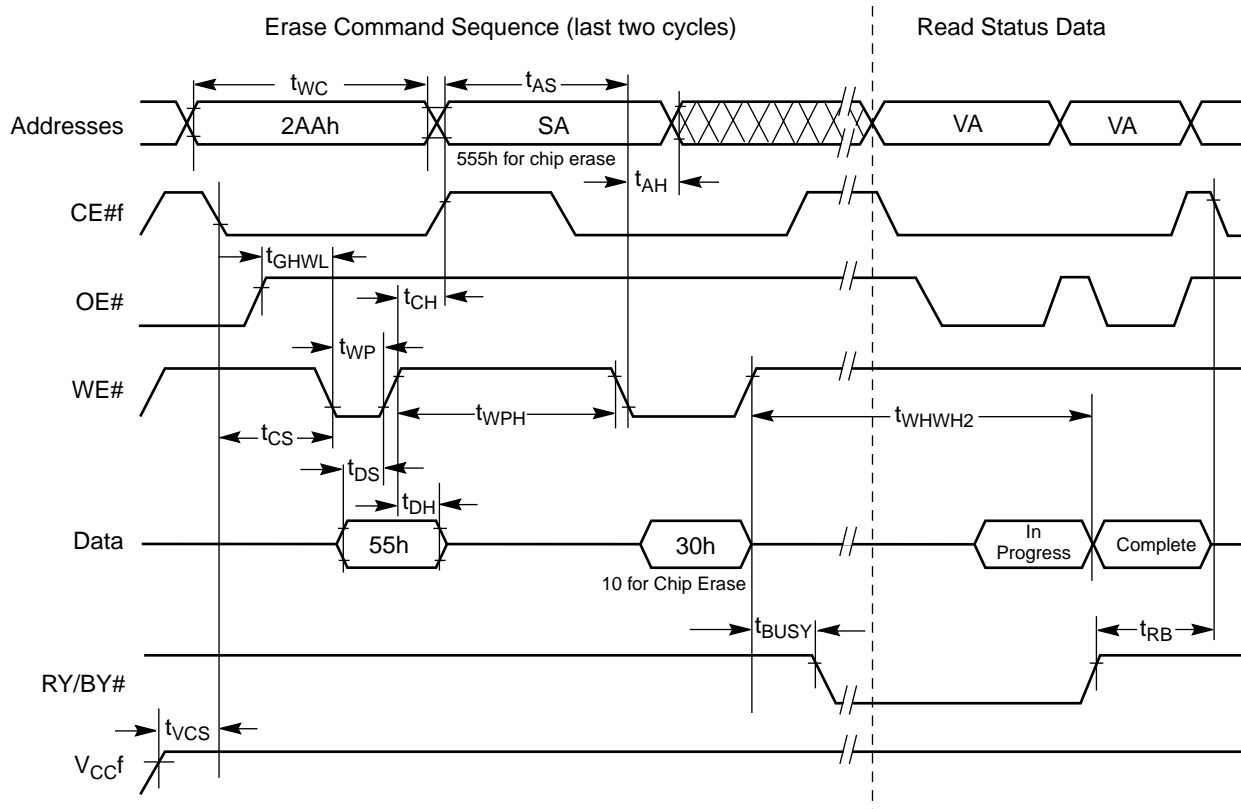 Erase Command Sequence (last two cycles)
Read Status Data
tWC
tAS
Addresses
2AAh
SA
VA
VA
555h for chip erase
tAH
CE#f
tGHWL
OE#
tCH
tWP
WE#
tWPH
tWHWH2
tCS
tDS
tDH
Data
55h
30h
In
Progress
Complete
10 for Chip Erase
tBUSY
tRB
RY/BY#
tVCS
VCCf